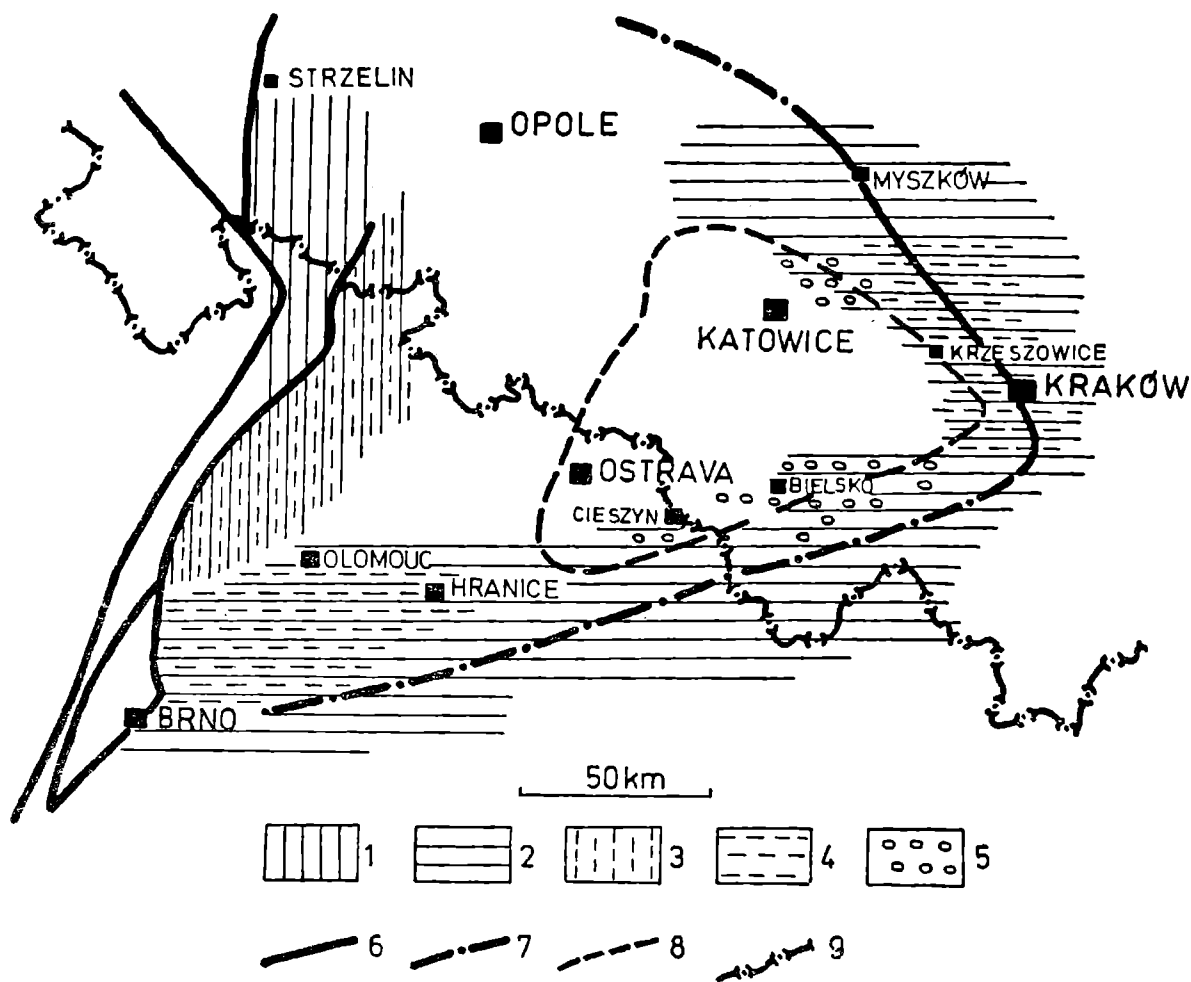 STRZELIN
OPOLE
MYSZKÓW
KATOWICE
KRZESZOWICE
KRAKÓW
OSTRAVA
BIELSKO
CIESZYN
OLOMOUC
HRANICE
BRNO
50km
1 2 3 4 5
6 7 8 9